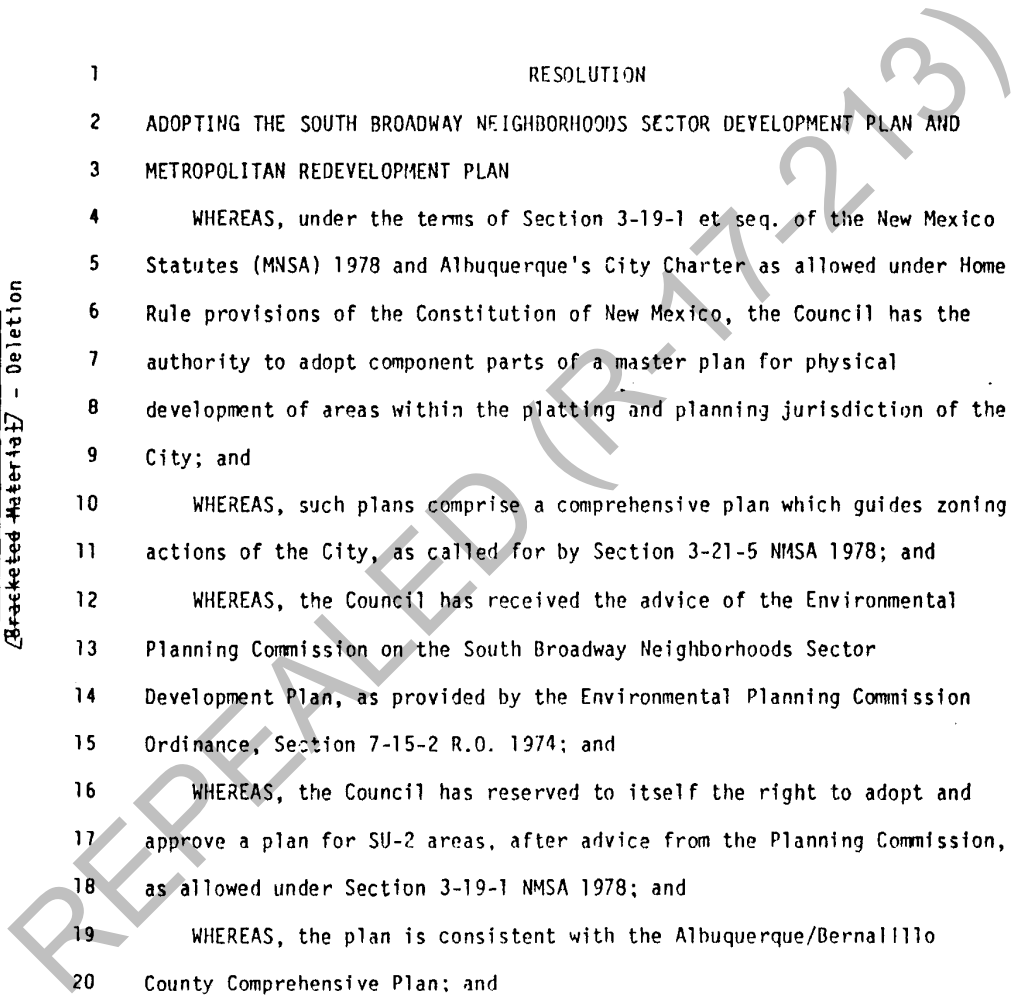 1 RESOLUTION
2 ADOPTING THE SOUTH BROADWAY NEIGHBORHOODS SECTOR DEVELOPMENT PLAN AND
3 METROPOLITAN REDEVELOPMENT PLAN
4 WHEREAS, under the terms of Section 3-19-1 et seq. of the New Mexico
5 Statutes (MNSA) 1978 and Albuquerque's City Charter as allowed under Home
6 Rule provisions of the Constitution of New Mexico, the Council has the
7 authority to adopt component parts of a master plan for physical
8 development of areas within the platting and planning jurisdiction of the
9 City; and
10 WHEREAS, such plans comprise a comprehensive plan which guides zoning
11 actions of the City, as called for by Section 3-21-5 NMSA 1978; and
12 WHEREAS, the Council has received the advice of the Environmental
13 Planning Commission on the South Broadway Neighborhoods Sector
14 Development Plan, as provided by the Environmental Planning Commission
15 Ordinance, Section 7-15-2 R.O. 1974; and
16 WHEREAS, the Council has reserved to itself the right to adopt and
17 approve a plan for SU-2 areas, after advice from the Planning Commission,
18 as allowed under Section 3-19-1 NMSA 1978; and
19 WHEREAS, the plan is consistent with the Albuquerque/Bernalillo
20 County Comprehensive Plan; and
[Bracketed Material] - Deletion
REPEALED (R-17-213)